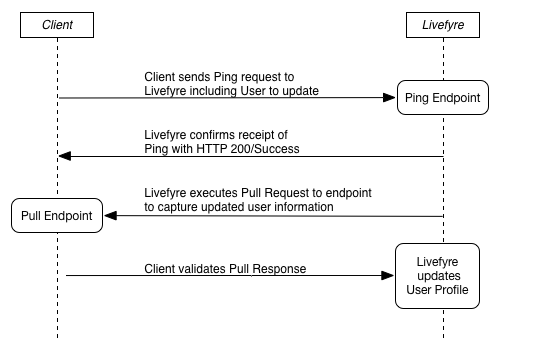 Client
Livefyre
Client sends Ping request to
Livefyre including User to update
Ping Endpoint
Livefyre confirms receipt of
Ping with HTTP 200/Success
Livefyre executes Pull Request to endpoint
to capture updated user information
Pull Endpoint
Client validates Pull Response
Livefyre
updates
User Profile